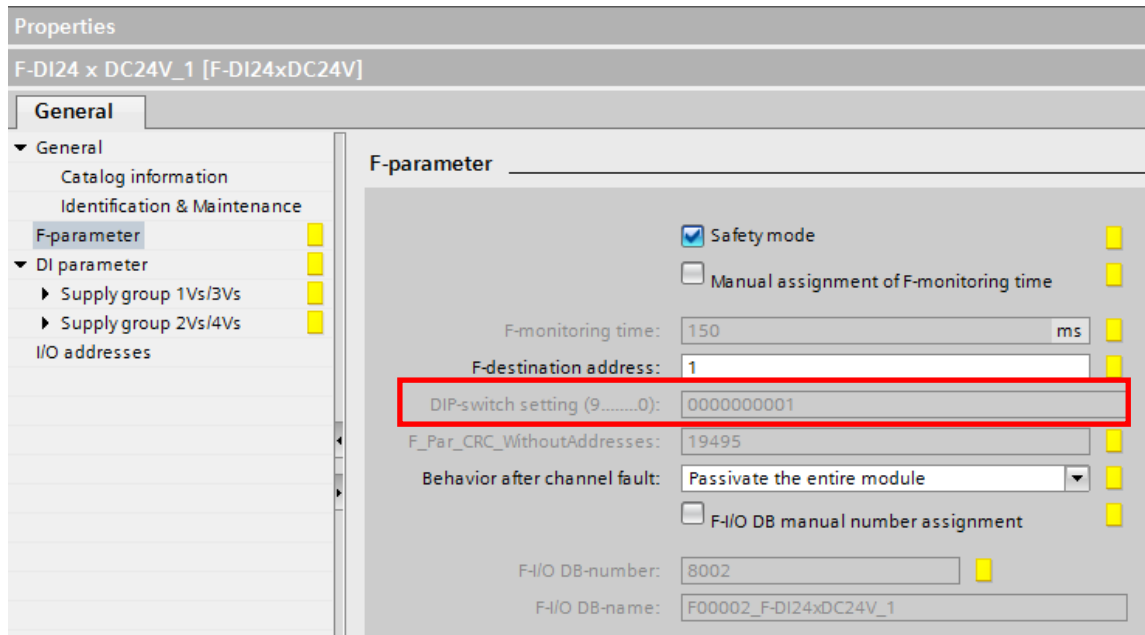 Properties
F-DI24 x DC24V_1 [F-DI24xDC24V]
General
General
Catalog information
Identification & Maintenance
F-parameter
DI parameter
Supply group 1Vs/3Vs
Supply group 2Vs/4Vs
I/O addresses
F-parameter
Safety mode
Manual assignment of F-monitoring time
F-monitoring time: 150 ms
F-destination address: 1
DIP-switch setting (9........0): 0000000001
F_Par_CRC_WithoutAddresses: 19495
Behavior after channel fault: Passivate the entire module
F-I/O DB manual number assignment
F-I/O DB-number: 8002
F-I/O DB-name: F00002_F-DI24xDC24V_1